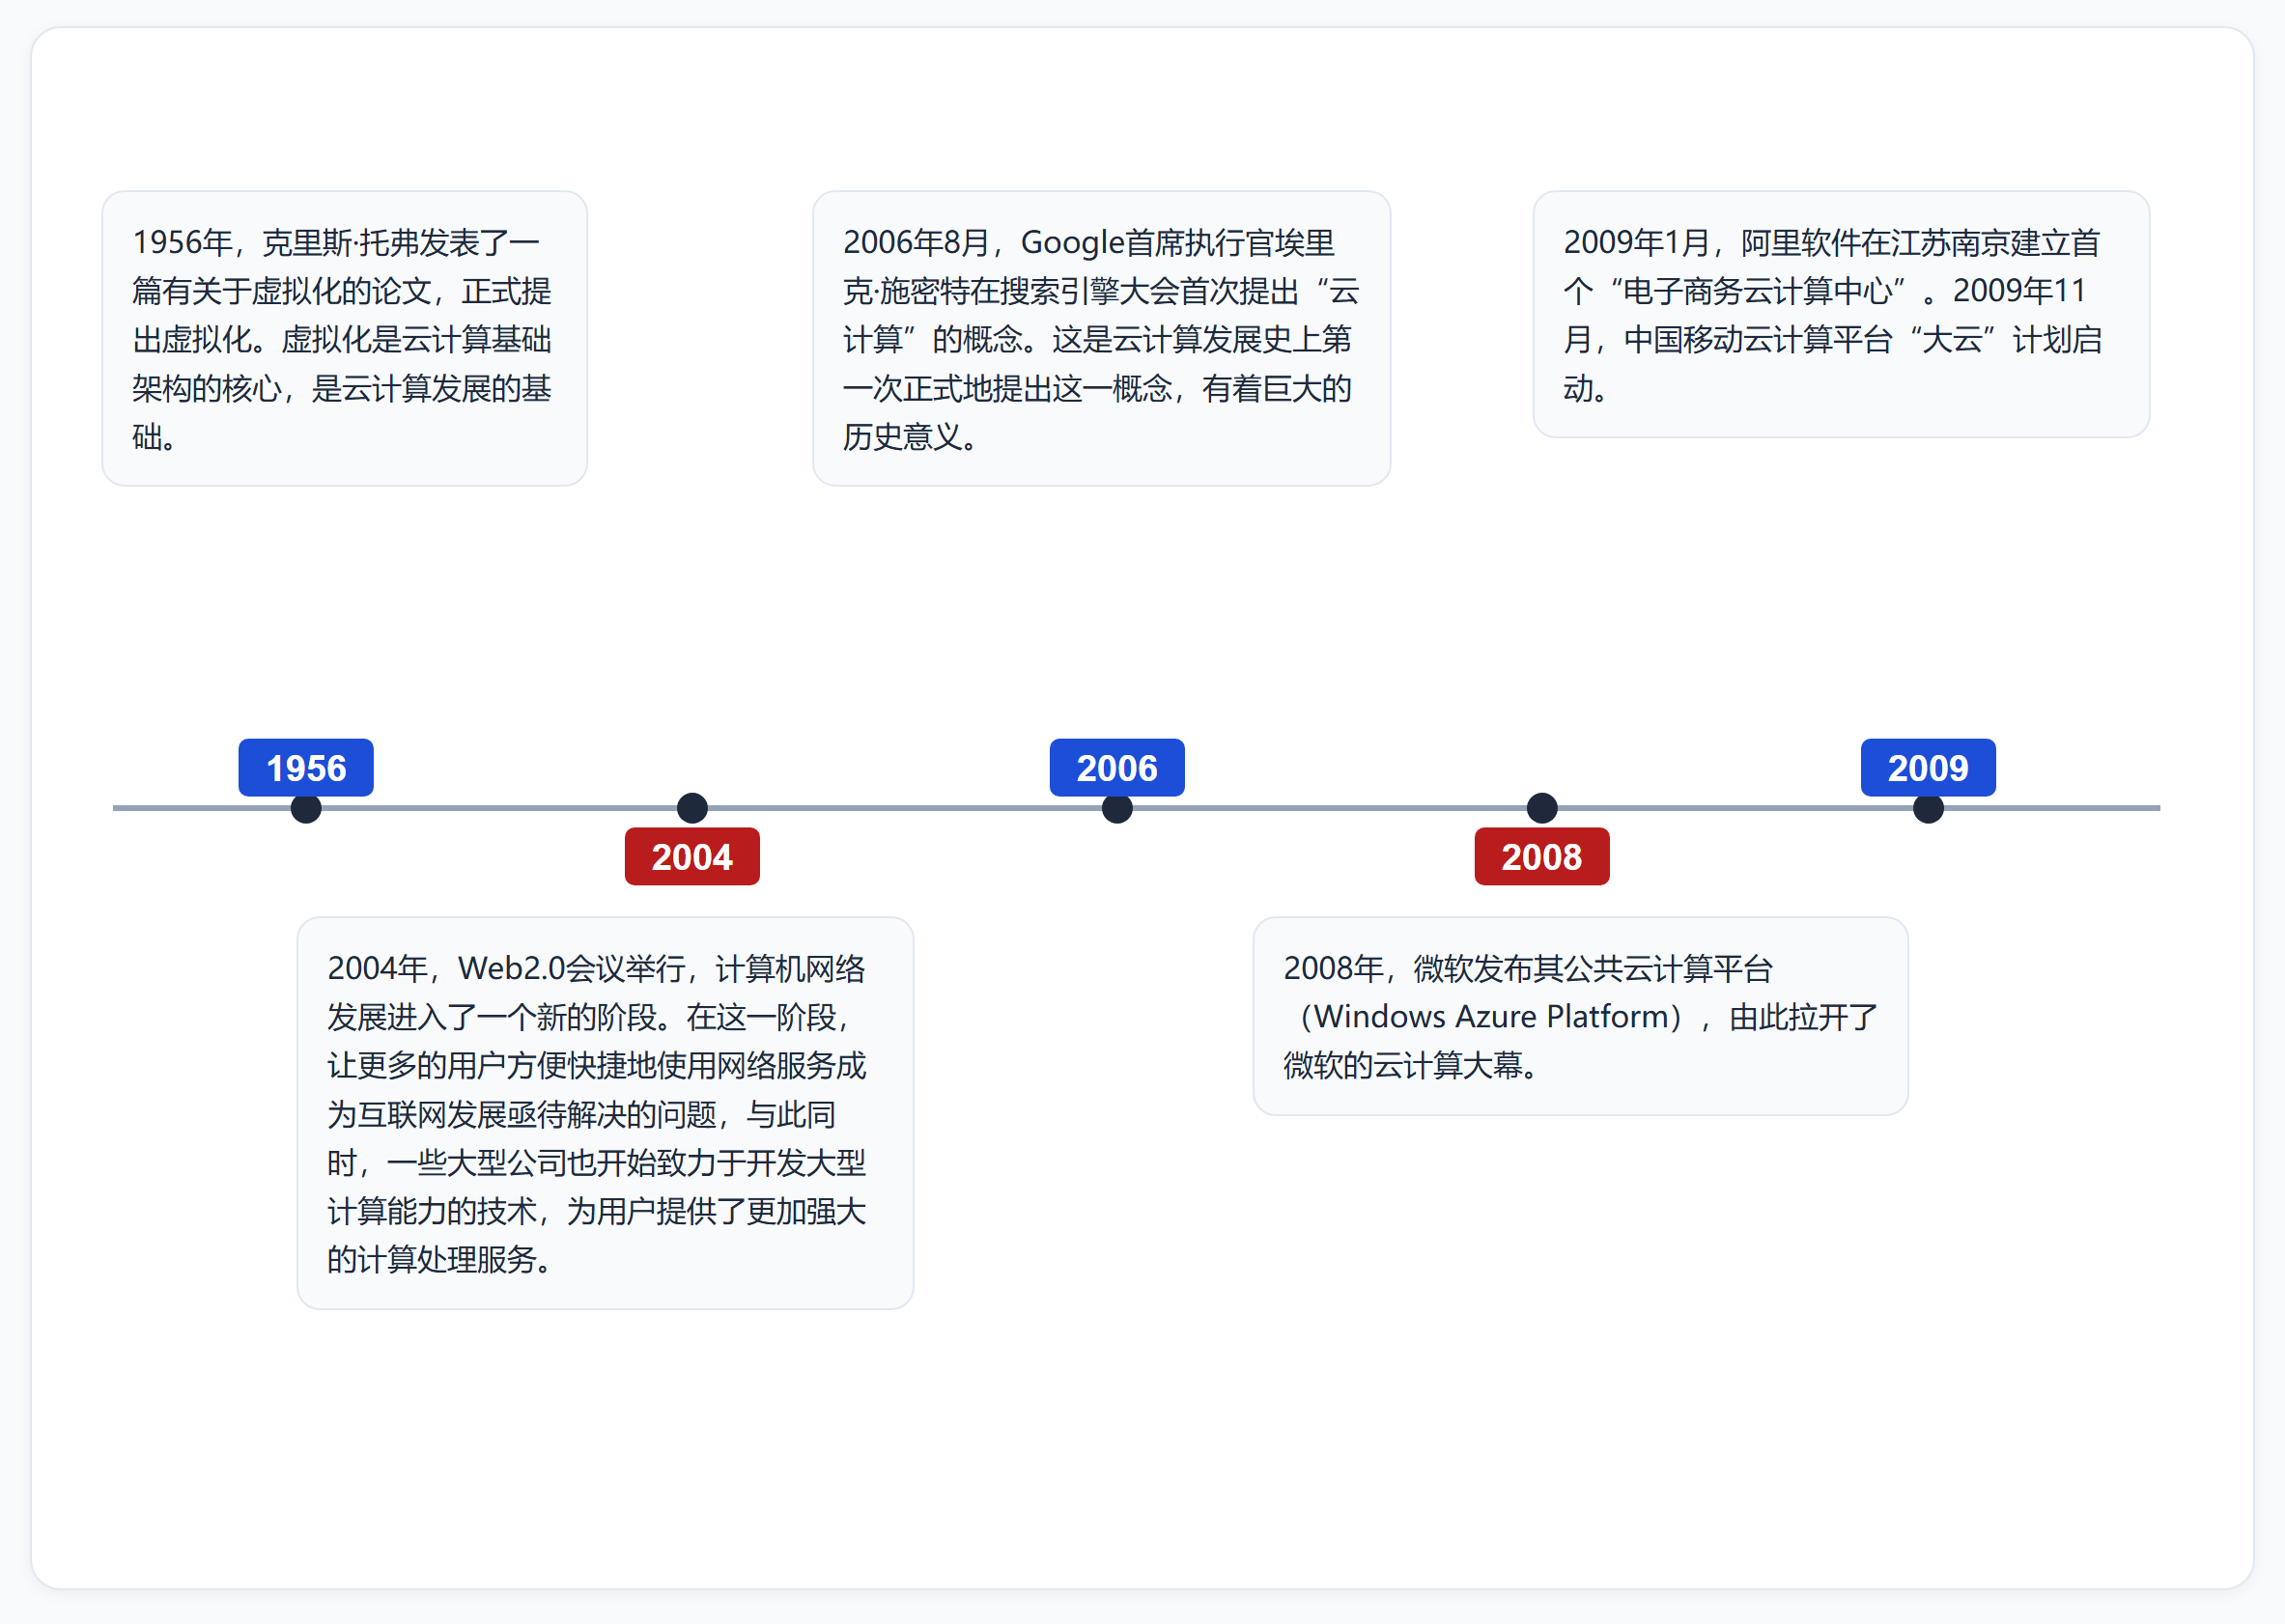 1956年，克里斯·托弗发表了一
篇有关于虚拟化的论文，正式提
出虚拟化。虚拟化是云计算基础
架构的核心，是云计算发展的基
础。
2006年8月，Google首席执行官埃里
克·施密特在搜索引擎大会首次提出“云
计算”的概念。这是云计算发展史上第
一次正式地提出这一概念，有着巨大的
历史意义。
2009年1月，阿里软件在江苏南京建立首
个“电子商务云计算中心”。2009年11
月，中国移动云计算平台“大云”计划启
动。
1956
2006
2009
2004
2008
2004年，Web2.0会议举行，计算机网络
发展进入了一个新的阶段。在这一阶段，
让更多的用户方便快捷地使用网络服务成
为互联网发展亟待解决的问题，与此同
时，一些大型公司也开始致力于开发大型
计算能力的技术，为用户提供了更加强大
的计算处理服务。
2008年，微软发布其公共云计算平台
（Windows Azure Platform），由此拉开了
微软的云计算大幕。